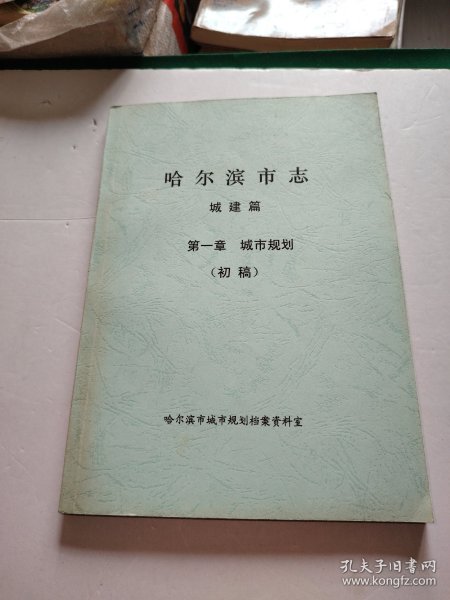 哈尔滨市志
城建篇
第一章 城市规划
（初稿）
哈尔滨市城市规划档案资料室
孔夫子旧书网
www.kongfz.com